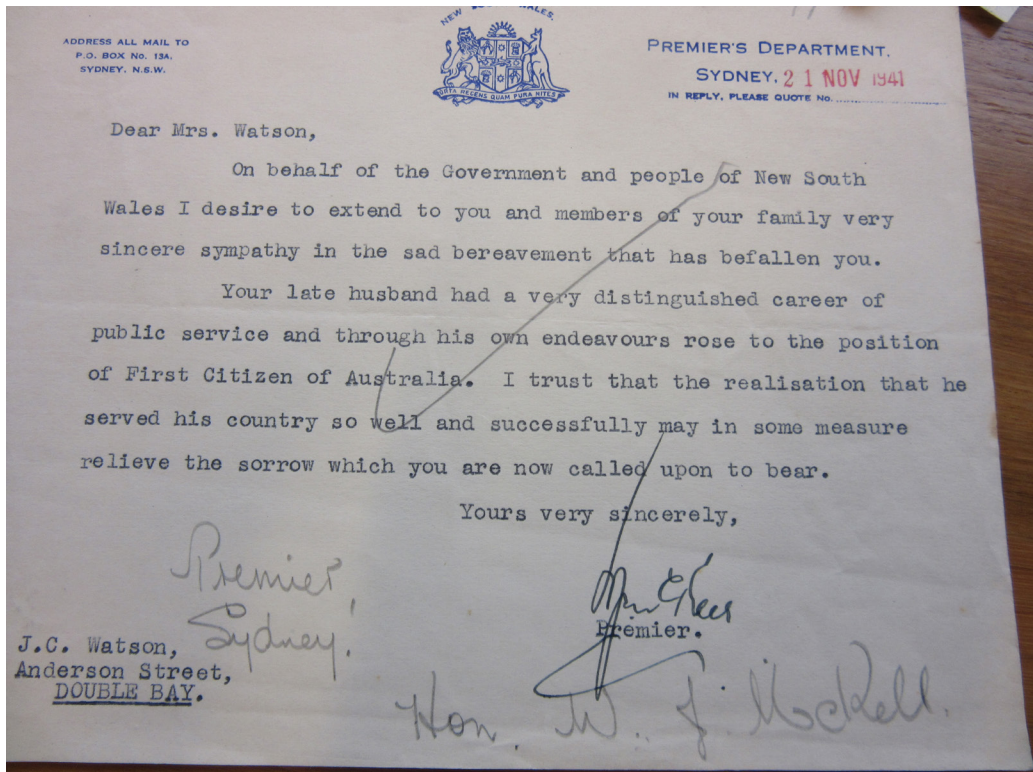 NEW SOUTH WALES.
ADDRESS ALL MAIL TO
P.O. BOX No. 13A,
SYDNEY. N.S.W.
ORTA RECENS QUAM PURA NITES
PREMIER'S DEPARTMENT.
SYDNEY, 21 NOV 1941
IN REPLY, PLEASE QUOTE No.
Dear Mrs. Watson,
On behalf of the Government and people of New South
Wales I desire to extend to you and members of your family very
sincere sympathy in the sad bereavement that has befallen you.
Your late husband had a very distinguished career of
public service and through his own endeavours rose to the position
of First Citizen of Australia. I trust that the realisation that he
served his country so well and successfully may in some measure
relieve the sorrow which you are now called upon to bear.
Yours very sincerely,
Premier.
Premier,
Sydney.
J.C. Watson,
Anderson Street,
DOUBLE BAY.
Hon. W. J. McKell.